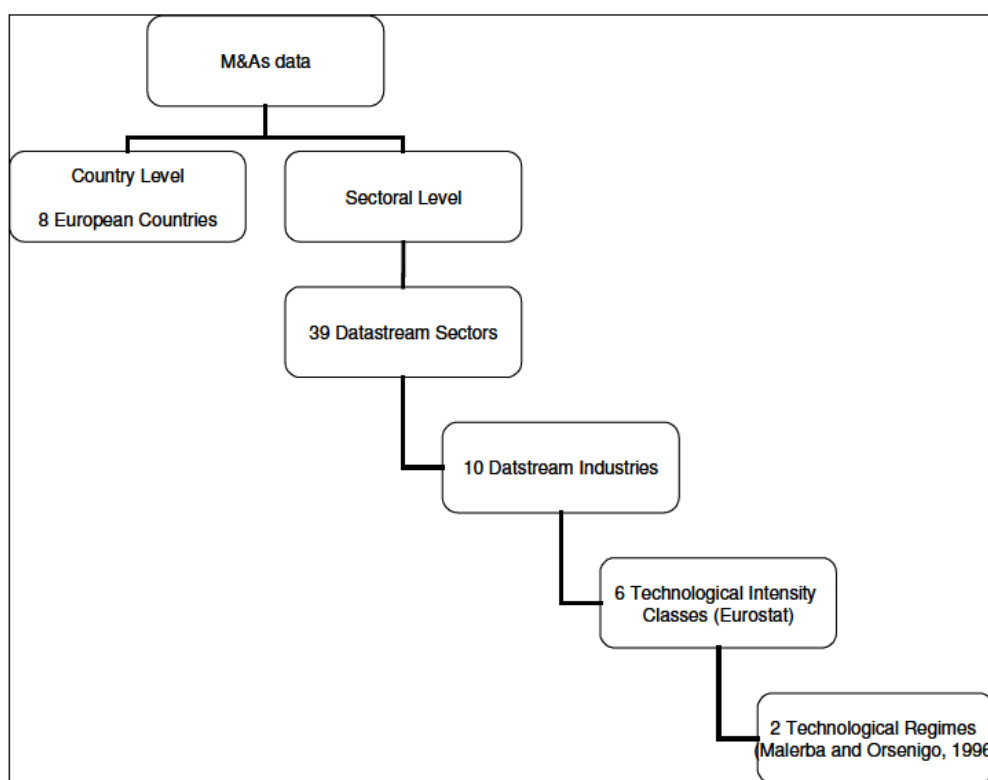 M&As data
Country Level
8 European Countries
Sectoral Level
39 Datastream Sectors
10 Datstream Industries
6 Technological Intensity
Classes (Eurostat)
2 Technological Regimes
(Malerba and Orsenigo, 1996